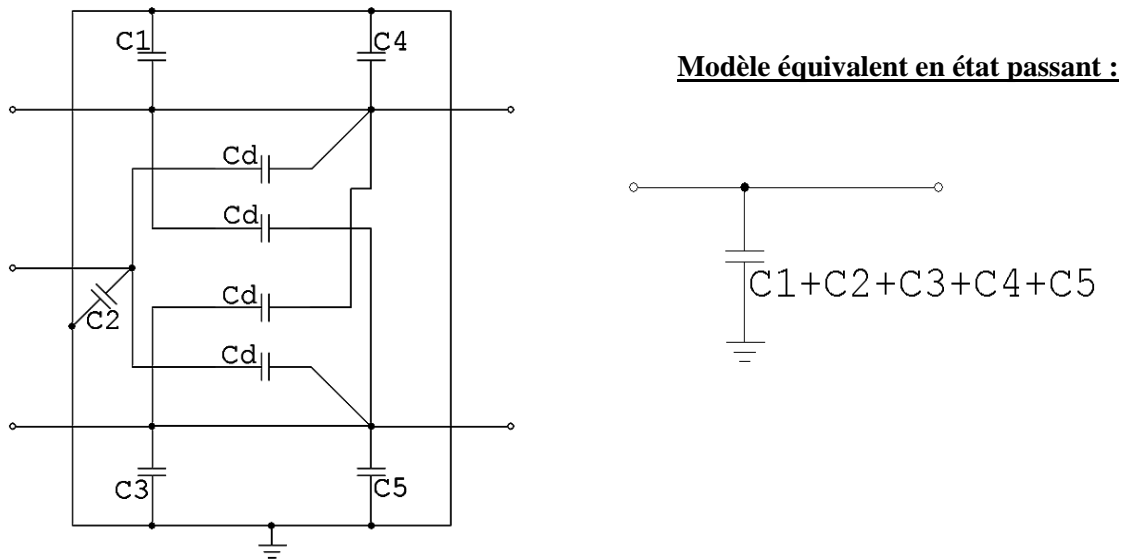 C1
C4
Modèle équivalent en état passant :
Cd
Cd
Cd
C2
Cd
C1+C2+C3+C4+C5
C3
C5